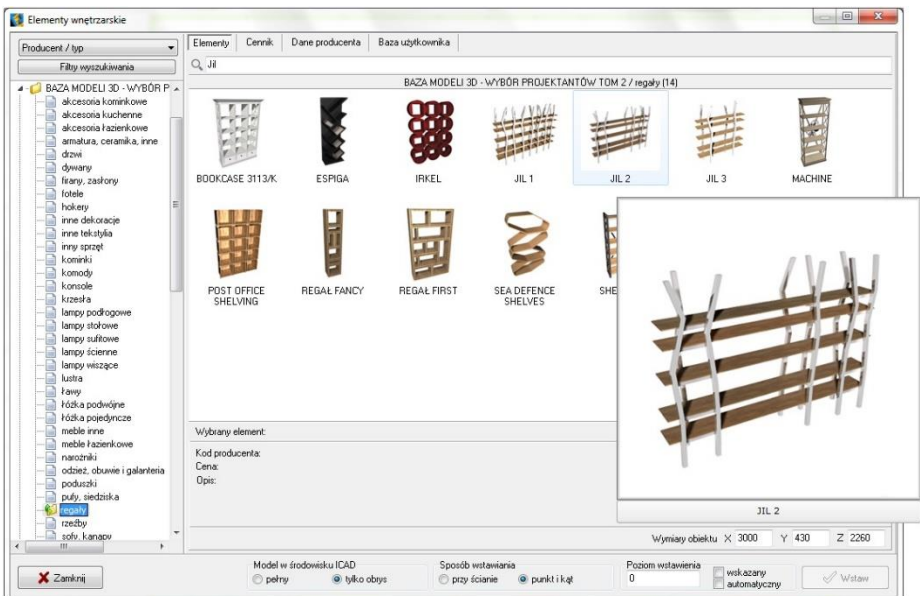 Elementy wnętrzarskie
Producent / typ
Filtry wyszukiwania
BAZA MODELI 3D - WYBÓR P
akcesoria kominkowe
akcesoria kuchenne
akcesoria łazienkowe
armatura, ceramika, inne
drzwi
dywany
firany, zasłony
fotele
hokery
inne dekoracje
inne tekstylia
inny sprzęt
kominki
komody
konsole
krzesła
lampy podłogowe
lampy stołowe
lampy sufitowe
lampy ścienne
lampy wiszące
lustra
ławy
łóżka podwójne
łóżka pojedyncze
meble inne
meble łazienkowe
narożniki
odzież, obuwie i galanteria
poduszki
pufy, siedziska
regały
rzeźby
sofy, kanapy
Elementy Cennik Dane producenta Baza użytkownika
Jil
BAZA MODELI 3D - WYBÓR PROJEKTANTÓW TOM 2 / regały (14)
BOOKCASE 3113/K ESPIGA IRKEL JIL 1 JIL 2 JIL 3 MACHINE
POST OFFICE SHELVING
REGAŁ FANCY
REGAŁ FIRST
SEA DEFENCE SHELVES
SHE
JIL 2
Wybrany element:
Kod producenta:
Cena:
Opis:
Wymiary obiektu X 3000 Y 430 Z 2260
Zamknij
Model w środowisku ICAD
pełny tylko obrys
Sposób wstawiania
przy ścianie punkt i kąt
Poziom wstawienia
0
wskazany
automatyczny
Wstaw